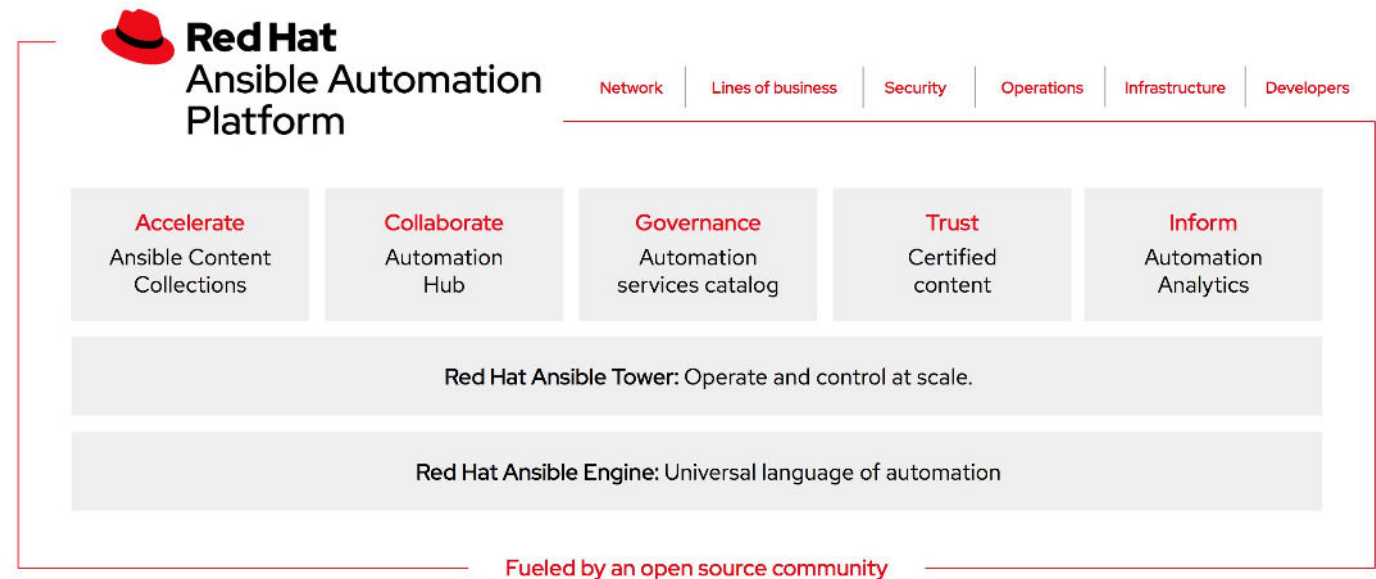 Red Hat
Ansible Automation
Platform
Network
Lines of business
Security
Operations
Infrastructure
Developers
Accelerate
Ansible Content
Collections
Collaborate
Automation
Hub
Governance
Automation
services catalog
Trust
Certified
content
Inform
Automation
Analytics
Red Hat Ansible Tower: Operate and control at scale.
Red Hat Ansible Engine: Universal language of automation
Fueled by an open source community